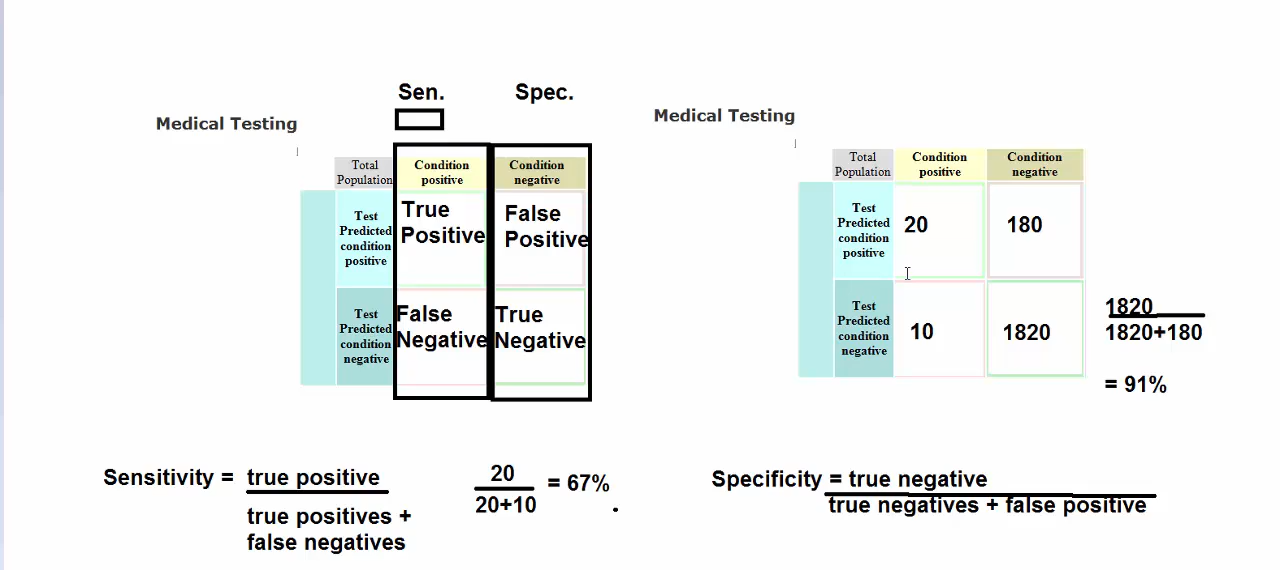 Sen.
Spec.
Medical Testing
Total
Population
Condition
positive
Condition
negative
Test
Predicted
condition
positive
True
Positive
False
Positive
Test
Predicted
condition
negative
False
Negative
True
Negative
Sensitivity = true positive
true positives +
false negatives
20
20+10
= 67%
.
Medical Testing
Total
Population
Condition
positive
Condition
negative
Test
Predicted
condition
positive
20
180
Test
Predicted
condition
negative
10
1820
1820
1820+180
= 91%
Specificity = true negative
true negatives + false positive